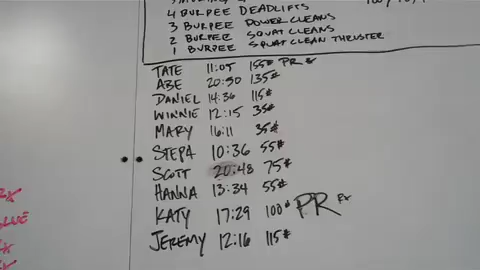 4 BURPEE DEADLIFTS
3 BURPEE POWER CLEANS
2 BURPEE SQUAT CLEANS
1 BURPEE SQUAT CLEAN THRUSTER
TATE 11:05 155# PR RX
ABE 20:50 135#
DANIEL 14:36 115#
WINNIE 12:15 35#
MARY 16:11 35#
STEPH 10:36 55#
SCOTT 20:48 75#
HANNA 13:34 55#
KATY 17:29 100# PR RX
JEREMY 12:16 115#